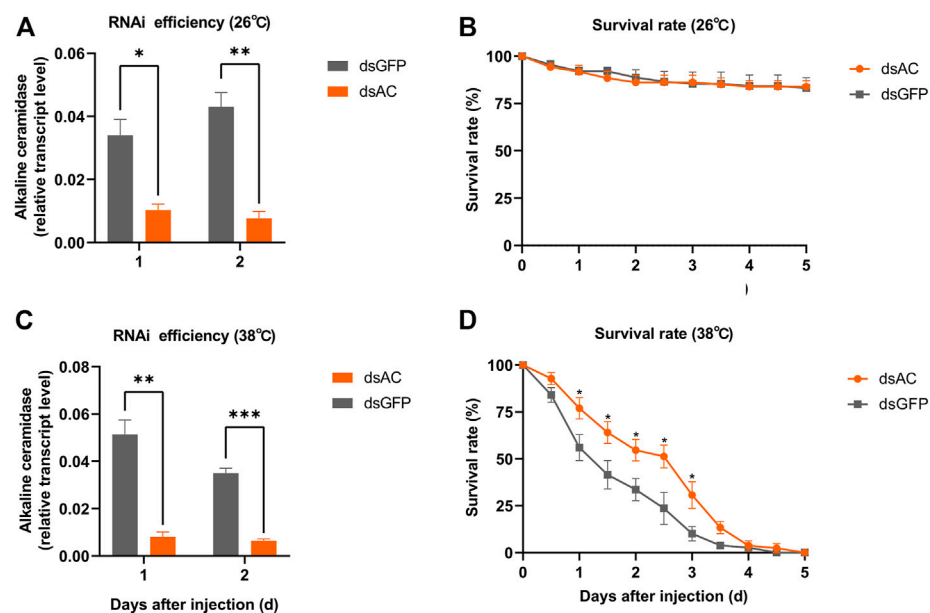 A
RNAi efficiency (26℃)
Alkaline ceramidase
(relative transcript level)
0.06
0.04
0.02
0.00
*
**
1
2
dsGFP
dsAC
B
Survival rate (26℃)
Survival rate (%)
100
75
50
25
0
0 1 2 3 4 5
dsAC
dsGFP
)
C
RNAi efficiency (38℃)
Alkaline ceramidase
(relative transcript level)
0.08
0.06
0.04
0.02
0.00
**
***
1
2
Days after injection (d)
dsAC
dsGFP
D
Survival rate (38℃)
Survival rate (%)
100
75
50
25
0
* * * * *
0 1 2 3 4 5
Days after injection (d)
dsAC
dsGFP